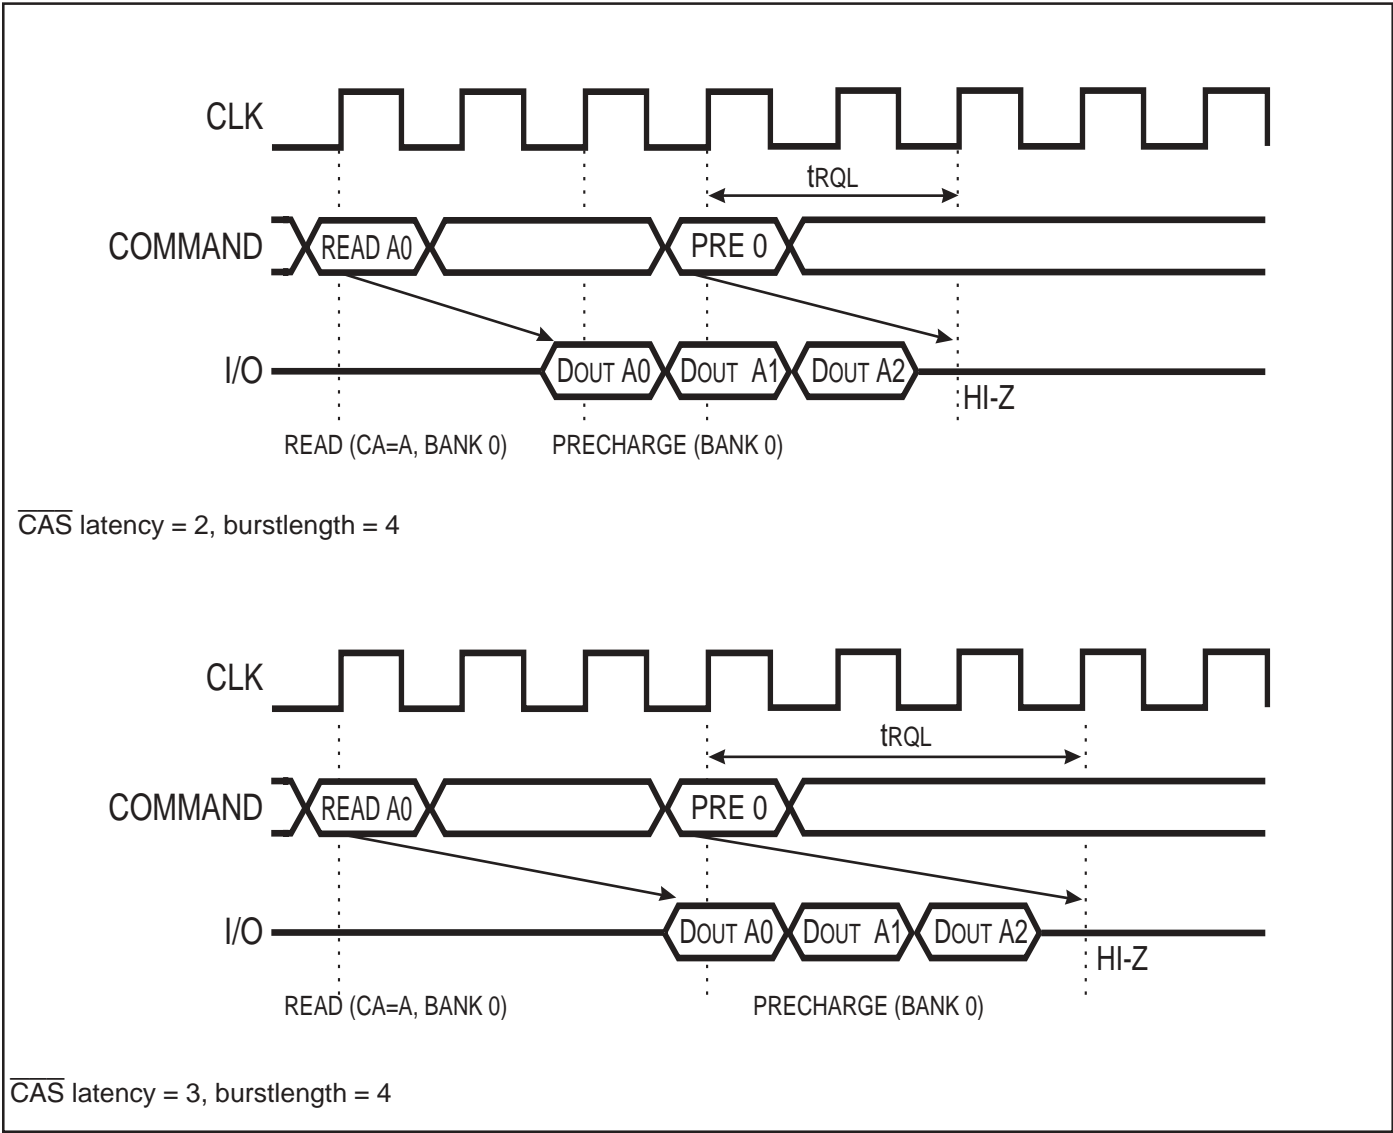 CLK
tRQL
COMMAND READ A0 PRE 0
I/O DOUT A0 DOUT A1 DOUT A2
HI-Z
READ (CA=A, BANK 0) PRECHARGE (BANK 0)
CAS latency = 2, burstlength = 4
CLK
tRQL
COMMAND READ A0 PRE 0
I/O DOUT A0 DOUT A1 DOUT A2
HI-Z
READ (CA=A, BANK 0) PRECHARGE (BANK 0)
CAS latency = 3, burstlength = 4